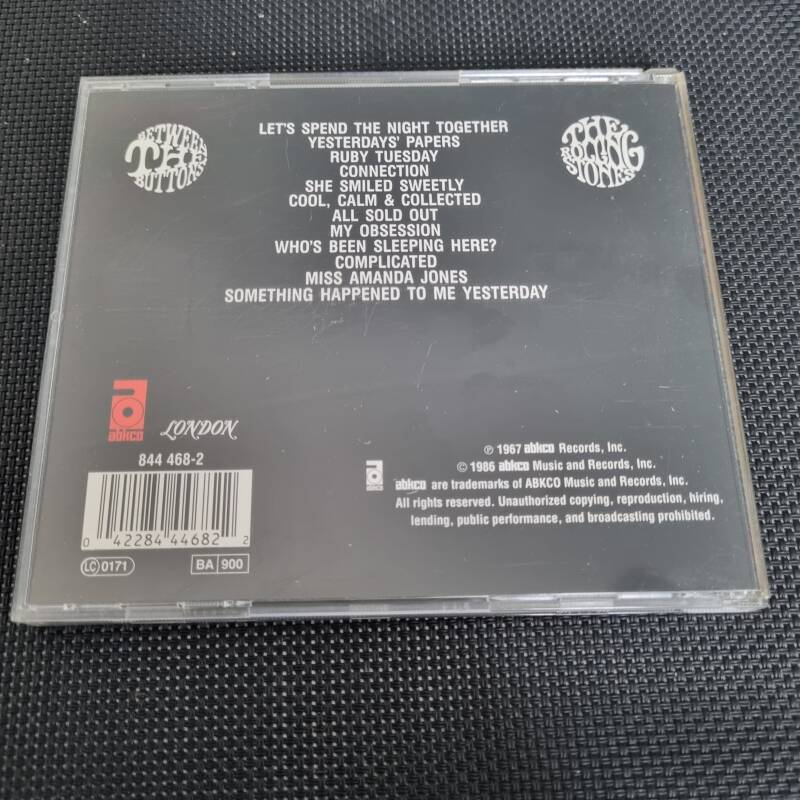 BETWEEN
THE
BUTTONS
THE
ROLLING
STONES
LET'S SPEND THE NIGHT TOGETHER
YESTERDAYS' PAPERS
RUBY TUESDAY
CONNECTION
SHE SMILED SWEETLY
COOL, CALM & COLLECTED
ALL SOLD OUT
MY OBSESSION
WHO'S BEEN SLEEPING HERE?
COMPLICATED
MISS AMANDA JONES
SOMETHING HAPPENED TO ME YESTERDAY
abkco
LONDON
844 468-2
0 42284 44682 2
LC 0171
BA 900
℗ 1967 abkco Records, Inc.
© 1986 abkco Music and Records, Inc.
abkco are trademarks of ABKCO Music and Records, Inc.
All rights reserved. Unauthorized copying, reproduction, hiring,
lending, public performance, and broadcasting prohibited.